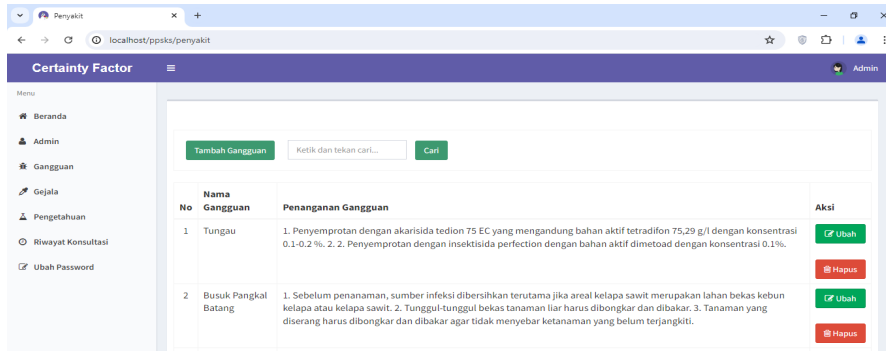 Penyakit
localhost/ppsks/penyakit
Certainty Factor
Admin
Menu
Beranda
Admin
Gangguan
Gejala
Pengetahuan
Riwayat Konsultasi
Ubah Password
Tambah Gangguan
Ketik dan tekan cari...
Cari
No
Nama Gangguan
Penanganan Gangguan
Aksi
1
Tungau
1. Penyemprotan dengan akarisida tedion 75 EC yang mengandung bahan aktif tetradifon 75,29 g/l dengan konsentrasi
0.1-0.2 %. 2. 2. Penyemprotan dengan insektisida perfection dengan bahan aktif dimetoad dengan konsentrasi 0.1%.
Ubah
Hapus
2
Busuk Pangkal
Batang
1. Sebelum penanaman, sumber infeksi dibersihkan terutama jika areal kelapa sawit merupakan lahan bekas kebun
kelapa atau kelapa sawit. 2. Tunggul-tunggul bekas tanaman liar harus dibongkar dan dibakar. 3. Tanaman yang
diserang harus dibongkar dan dibakar agar tidak menyebar ketanaman yang belum terjangkiti.
Ubah
Hapus